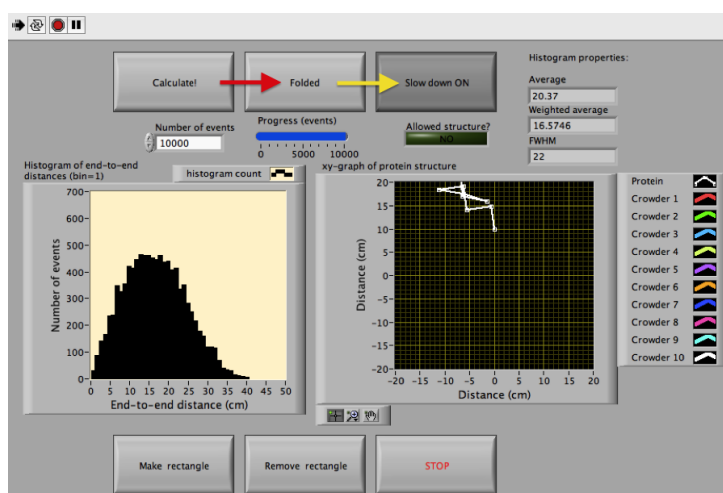 Histogram properties:
Calculate!
Folded
Slow down ON
Average
20.37
Weighted average
16.5746
FWHM
22
Number of events
10000
Progress (events)
0 5000 10000
Allowed structure?
NO
Histogram of end-to-end
distances (bin=1)
histogram count
700-
600-
500-
400-
300-
200-
100-
0-
Number of events
0 5 10 15 20 25 30 35 40 45 50
End-to-end distance (cm)
xy-graph of protein structure
20-
15-
10-
5-
0-
-5-
-10-
-15-
-20-
Distance (cm)
-20 -15 -10 -5 0 5 10 15 20
Distance (cm)
Protein
Crowder 1
Crowder 2
Crowder 3
Crowder 4
Crowder 5
Crowder 6
Crowder 7
Crowder 8
Crowder 9
Crowder 10
Make rectangle
Remove rectangle
STOP